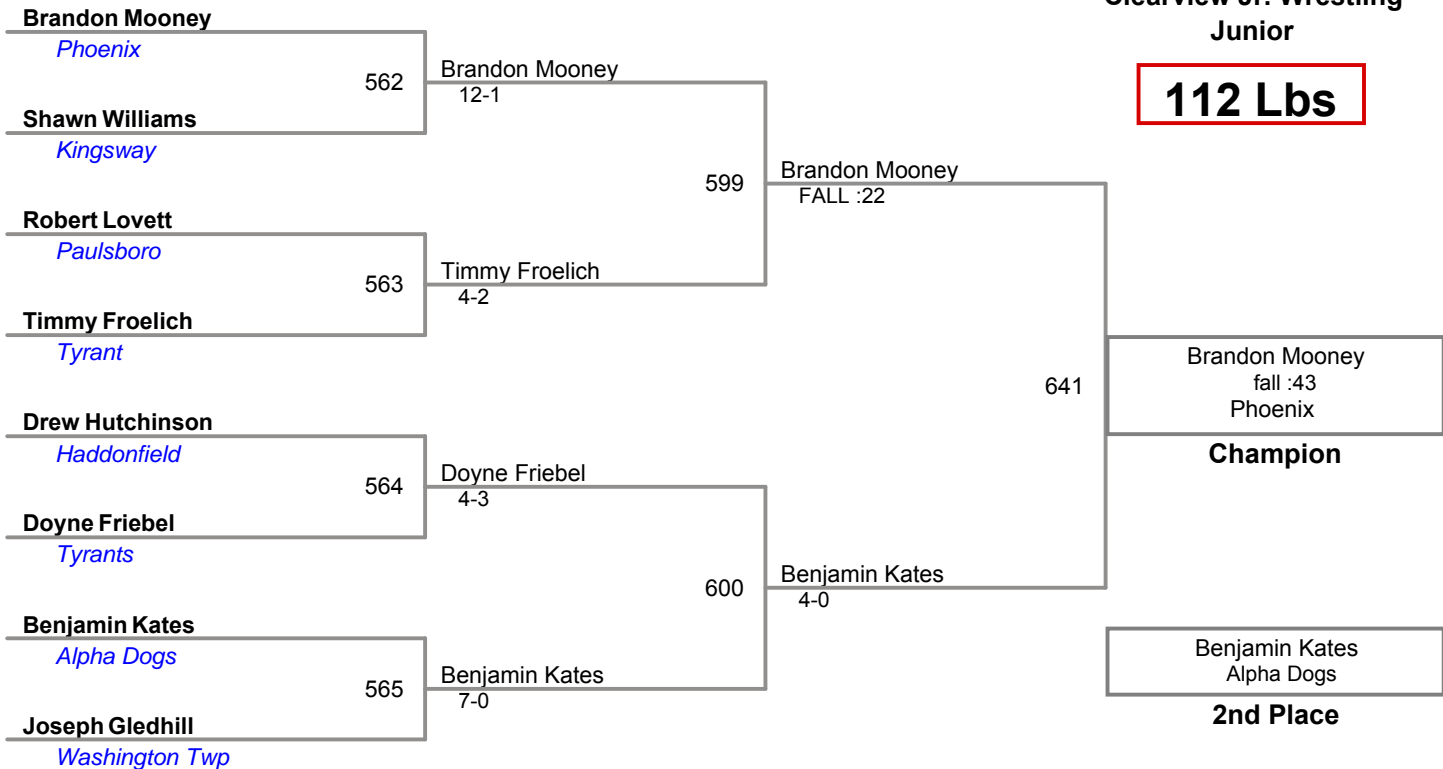 Clearview Jr. Wrestling
Junior
112 Lbs
Brandon Mooney
Phoenix
562
Shawn Williams
Kingsway
Robert Lovett
Paulsboro
563
Timmy Froelich
Tyrant
Drew Hutchinson
Haddonfield
564
Doyne Friebel
Tyrants
Benjamin Kates
Alpha Dogs
565
Joseph Gledhill
Washington Twp
Brandon Mooney
12-1
599
Timmy Froelich
4-2
Doyne Friebel
4-3
600
Benjamin Kates
7-0
Brandon Mooney
FALL :22
641
Benjamin Kates
4-0
Brandon Mooney
fall :43
Phoenix
Champion
Benjamin Kates
Alpha Dogs
2nd Place